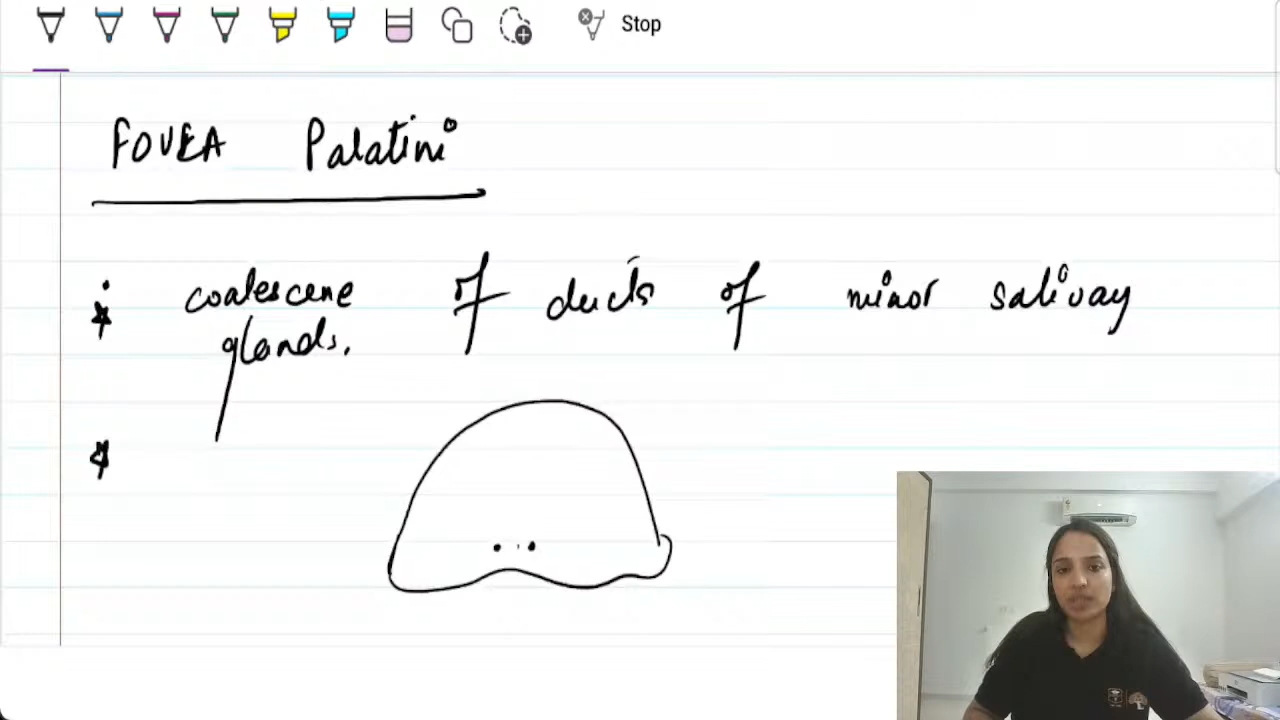 Stop
FOVEA Palatini
coalescene of ducts of minor salivay
glands.